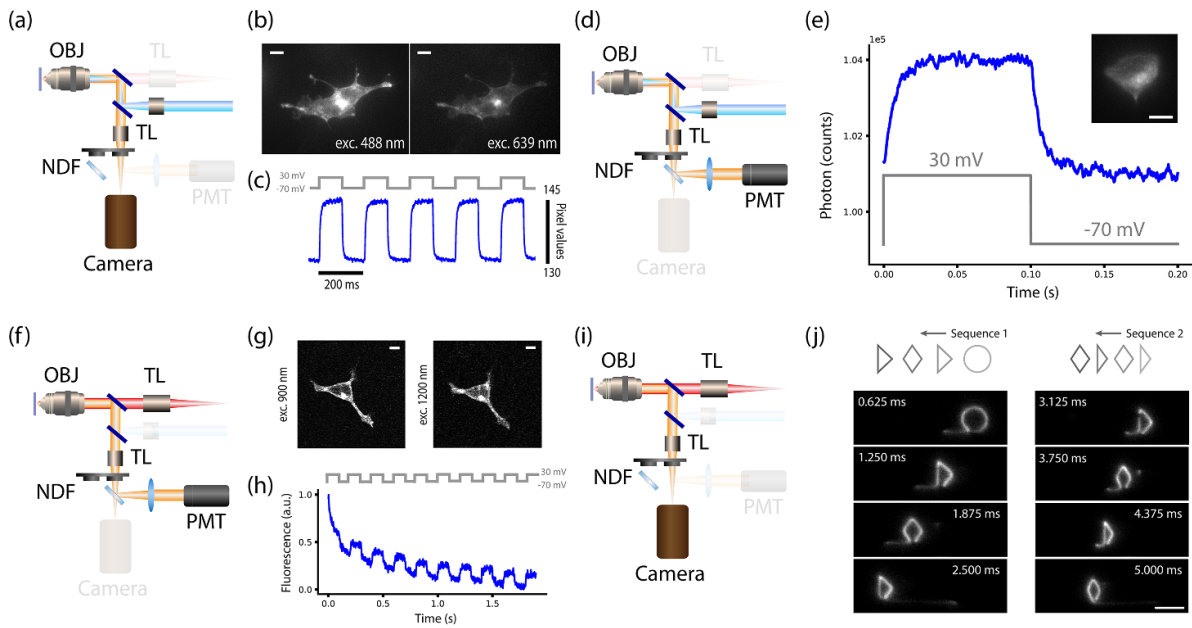 (a)
OBJ
TL
TL
NDF
PMT
Camera
(b)
exc. 488 nm
exc. 639 nm
(c)
30 mV
-70 mV
145
Pixel values
130
200 ms
(d)
OBJ
TL
TL
NDF
PMT
Camera
(e)
1e5
1.04
1.02
1.00
Photon (counts)
30 mV
-70 mV
0.00
0.05
0.10
0.15
0.20
Time (s)
(f)
OBJ
TL
TL
NDF
PMT
Camera
(g)
exc. 900 nm
exc. 1200 nm
(h)
30 mV
-70 mV
1.0
0.5
0.0
Fluorescence (a.u.)
0.0
0.5
1.0
1.5
Time (s)
(i)
OBJ
TL
TL
NDF
PMT
Camera
(j)
Sequence 1
Sequence 2
0.625 ms
1.250 ms
1.875 ms
2.500 ms
3.125 ms
3.750 ms
4.375 ms
5.000 ms